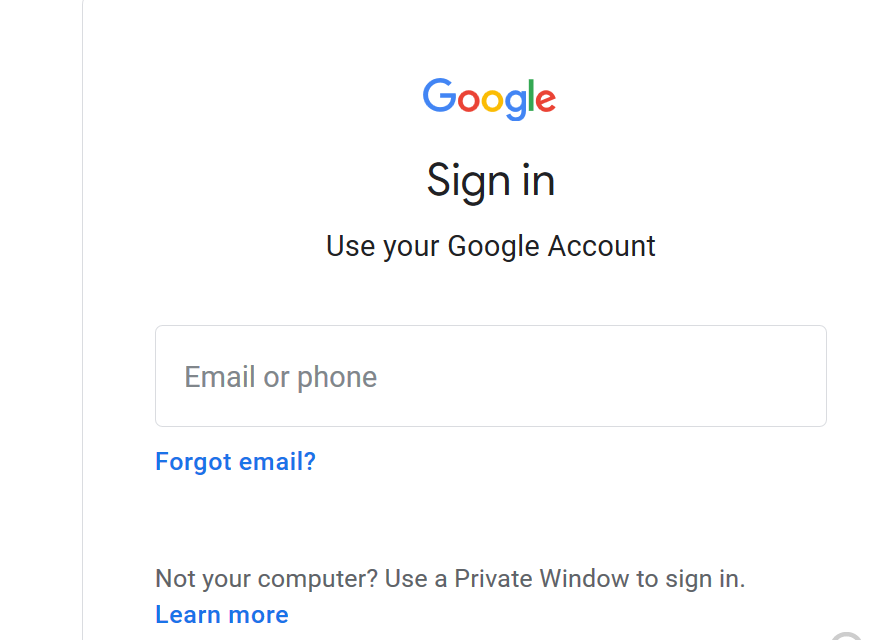 Google
Sign in
Use your Google Account
Email or phone
Forgot email?
Not your computer? Use a Private Window to sign in.
Learn more